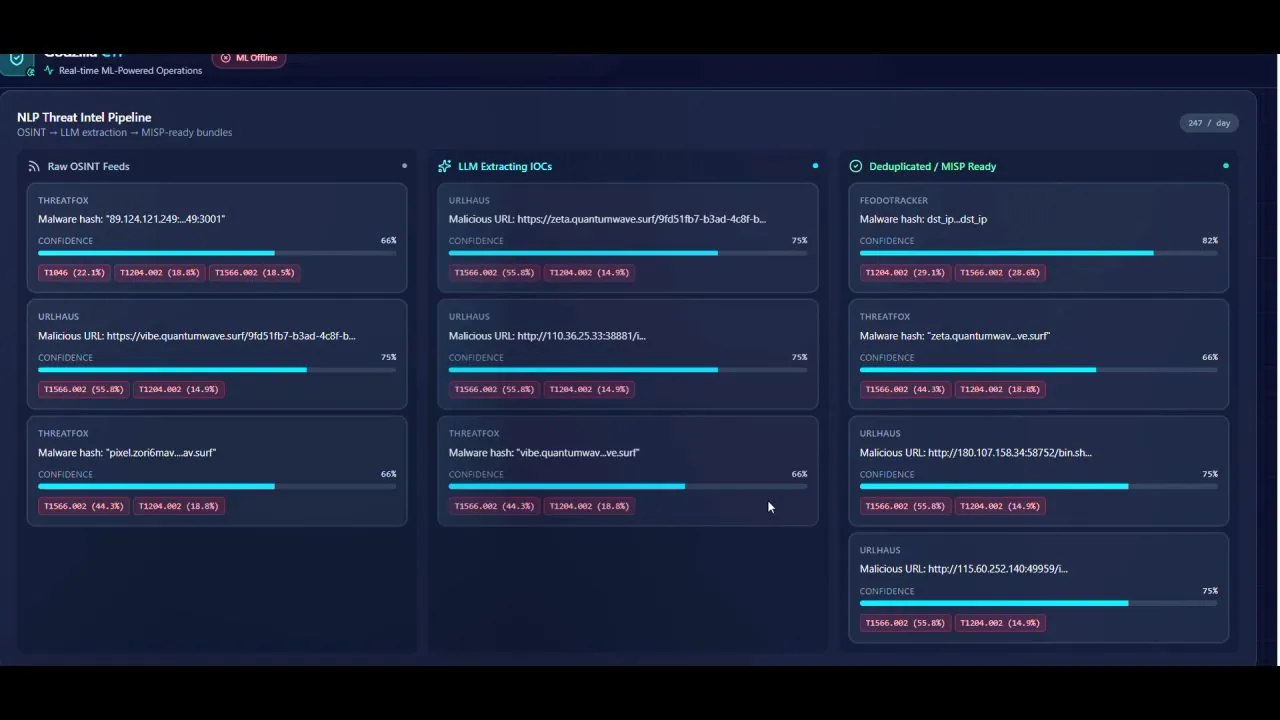 ML Offline
Real-time ML-Powered Operations
NLP Threat Intel Pipeline
OSINT → LLM extraction → MISP-ready bundles
247 / day
Raw OSINT Feeds
THREATFOX
Malware hash: "89.124.121.249:...49:3001"
CONFIDENCE 66%
T1046 (22.1%) T1204.002 (18.8%) T1566.002 (18.5%)
URLHAUS
Malicious URL: https://vibe.quantumwave.surf/9fd51fb7-b3ad-4c8f-b...
CONFIDENCE 75%
T1566.002 (55.8%) T1204.002 (14.9%)
THREATFOX
Malware hash: "pixel.zori6mav....av.surf"
CONFIDENCE 66%
T1566.002 (44.3%) T1204.002 (18.8%)
LLM Extracting IOCs
URLHAUS
Malicious URL: https://zeta.quantumwave.surf/9fd51fb7-b3ad-4c8f-b...
CONFIDENCE 75%
T1566.002 (55.8%) T1204.002 (14.9%)
URLHAUS
Malicious URL: http://110.36.25.33:38881/i...
CONFIDENCE 75%
T1566.002 (55.8%) T1204.002 (14.9%)
THREATFOX
Malware hash: "vibe.quantumwav...ve.surf"
CONFIDENCE 66%
T1566.002 (44.3%) T1204.002 (18.8%)
Deduplicated / MISP Ready
FEODOTRACKER
Malware hash: dst_ip...dst_ip
CONFIDENCE 82%
T1204.002 (29.1%) T1566.002 (28.6%)
THREATFOX
Malware hash: "zeta.quantumwav...ve.surf"
CONFIDENCE 66%
T1566.002 (44.3%) T1204.002 (18.8%)
URLHAUS
Malicious URL: http://180.107.158.34:58752/bin.sh...
CONFIDENCE 75%
T1566.002 (55.8%) T1204.002 (14.9%)
URLHAUS
Malicious URL: http://115.60.252.140:49959/i...
CONFIDENCE 75%
T1566.002 (55.8%) T1204.002 (14.9%)